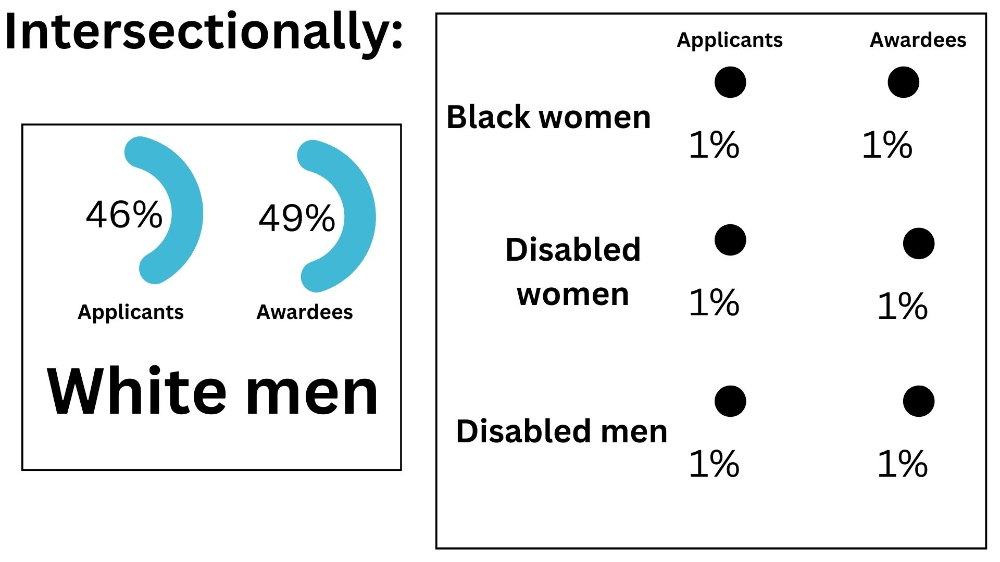 Intersectionally:
46%
49%
Applicants
Awardees
White men
Applicants
Awardees
Black women
1%
1%
Disabled
women
1%
1%
Disabled men
1%
1%